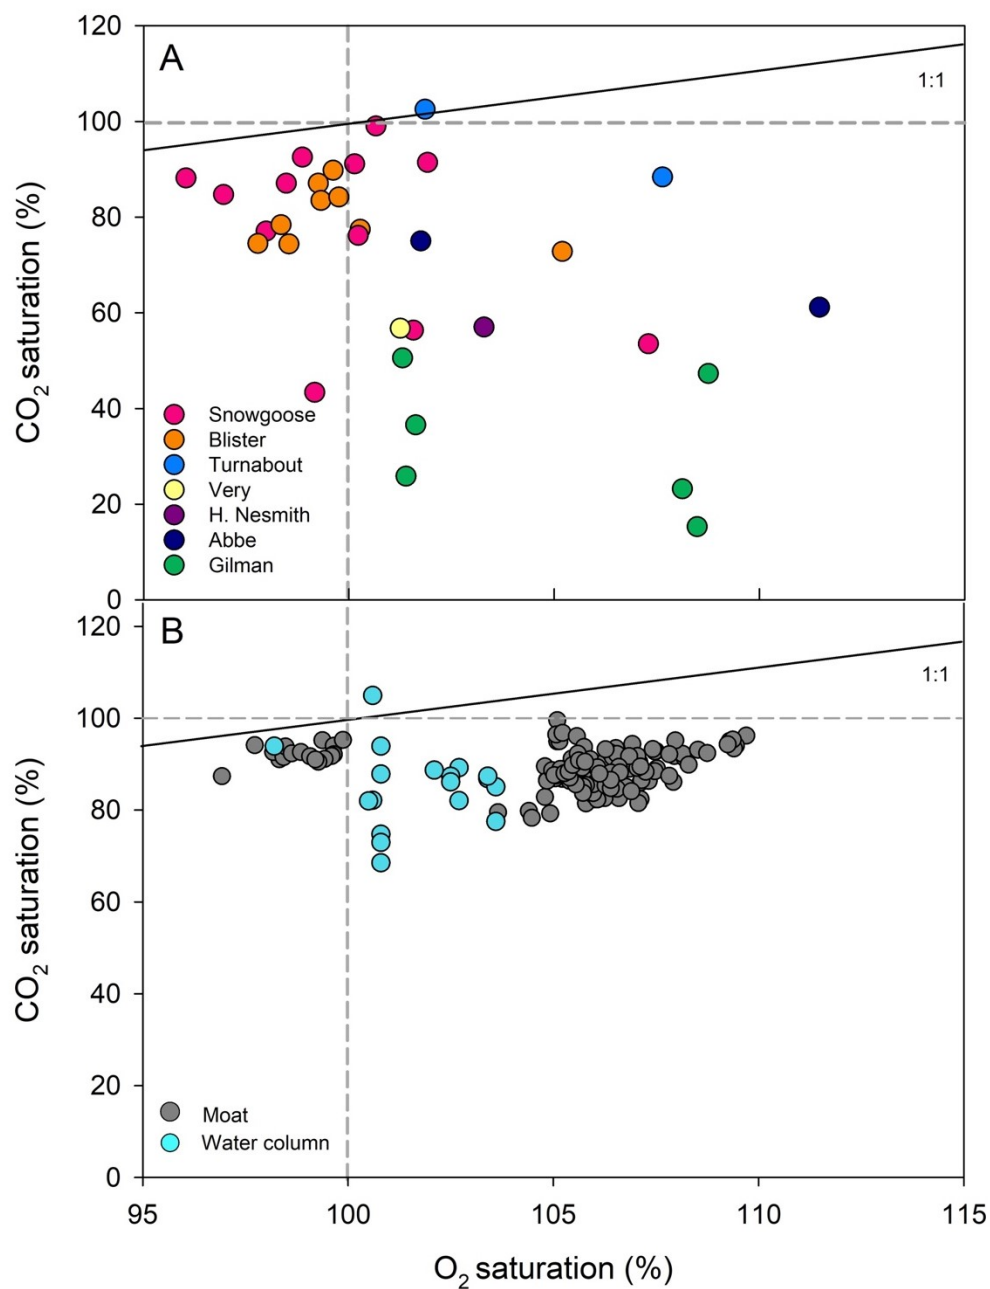 120
A
1:1
100
80
60
40
20
0
CO2 saturation (%)
Snowgoose
Blister
Turnabout
Very
H. Nesmith
Abbe
Gilman
120
B
1:1
100
80
60
40
20
0
CO2 saturation (%)
Moat
Water column
95 100 105 110 115
O2 saturation (%)